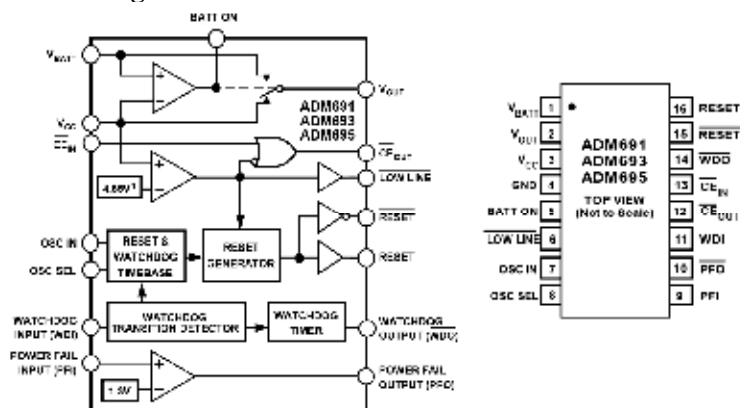 BATT ON
VBATT
VOUT
ADM691
ADM693
ADM695
VCC
CEIN
CEOUT
4.65V1
LOW LINE
RESET
OSC IN
RESET &
WATCHDOG
TIMEBASE
RESET
GENERATOR
RESET
OSC SEL
WATCHDOG
INPUT (WDI)
WATCHDOG
TRANSITION DETECTOR
WATCHDOG
TIMER
WATCHDOG
OUTPUT (WDO)
POWER FAIL
INPUT (PFI)
1.3V
POWER FAIL
OUTPUT (PFO)
VBATT 1
VOUT 2
VCC 3
GND 4
BATT ON 5
LOW LINE 6
OSC IN 7
OSC SEL 8
ADM691
ADM693
ADM695
TOP VIEW
(Not to Scale)
16 RESET
15 RESET
14 WDO
13 CEIN
12 CEOUT
11 WDI
10 PFO
9 PFI